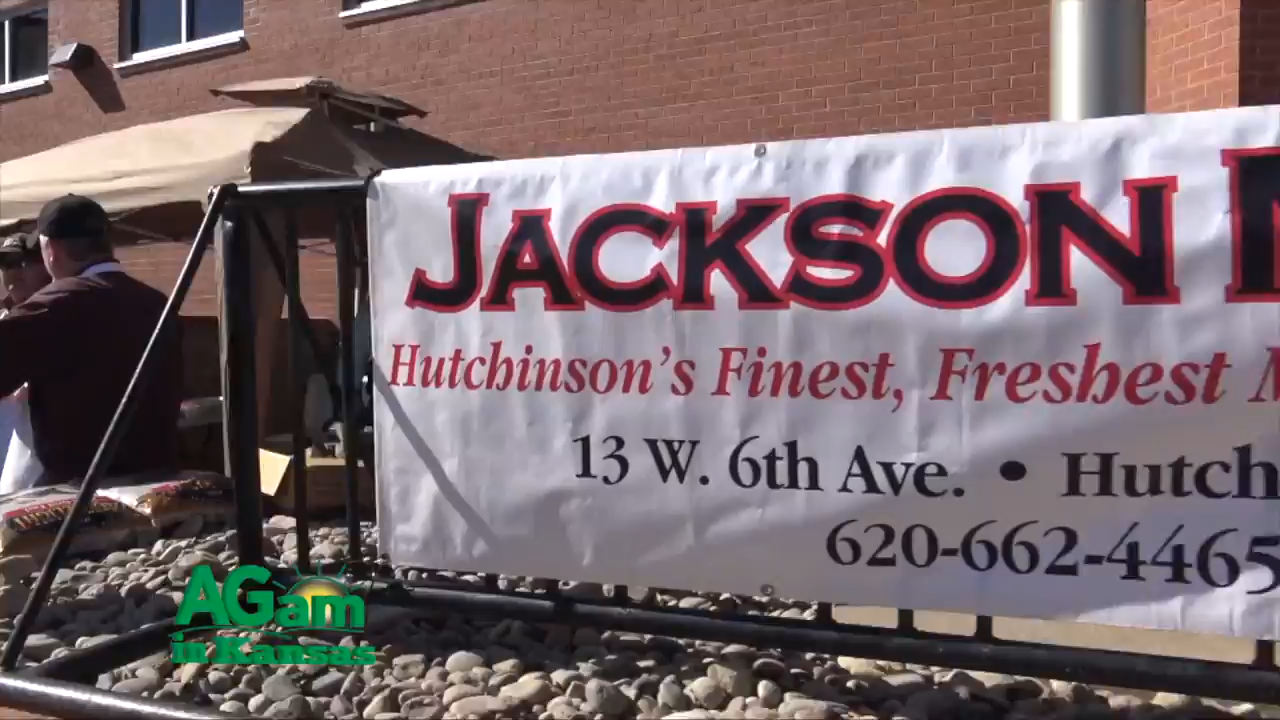 JACKSON
Hutchinson's Finest, Freshest
13 W. 6th Ave. • Hutch
620-662-4465
AGam
in Kansas